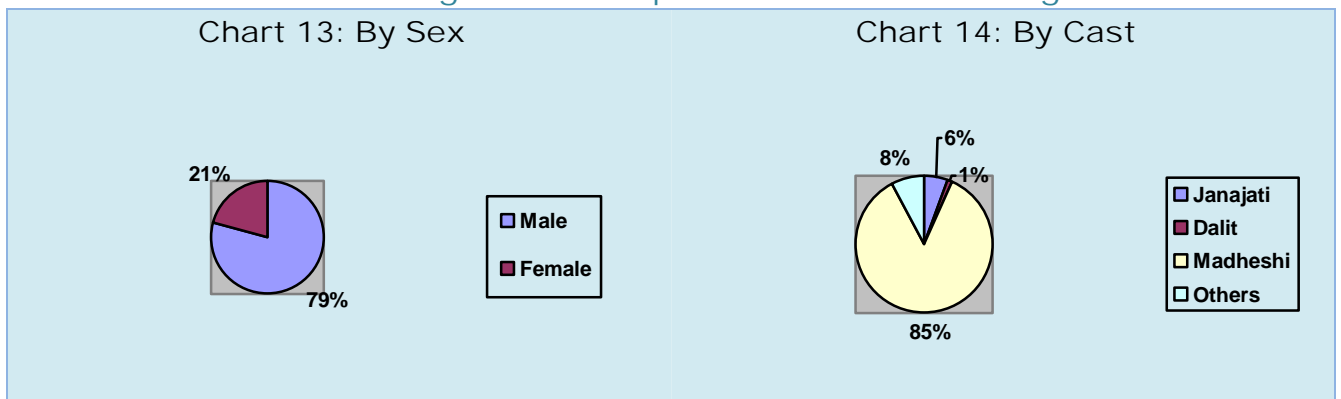 Chart 13: By Sex
21%
79%
Male
Female
Chart 14: By Cast
6%
8%
1%
85%
Janajati
Dalit
Madheshi
Others